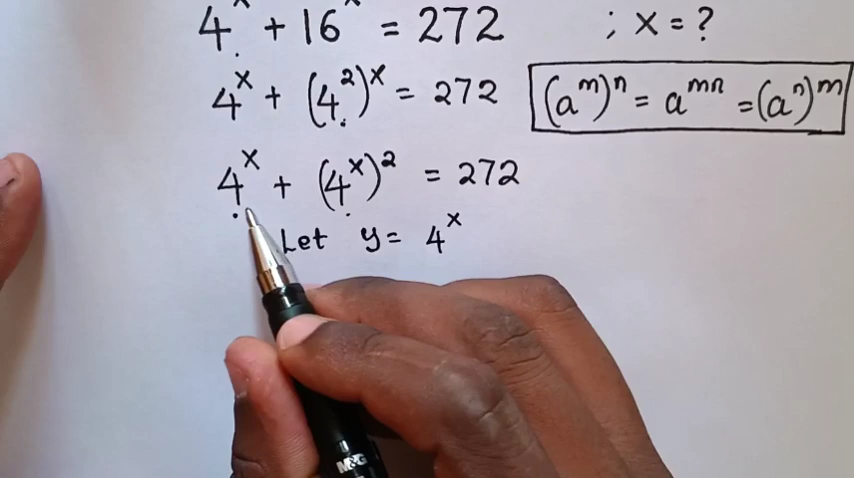 4^x + 16^x = 272 ; x = ?
4^x + (4^2)^x = 272 (a^m)^n = a^mn = (a^n)^m
4^x + (4^x)^2 = 272
Let y = 4^x
M&G